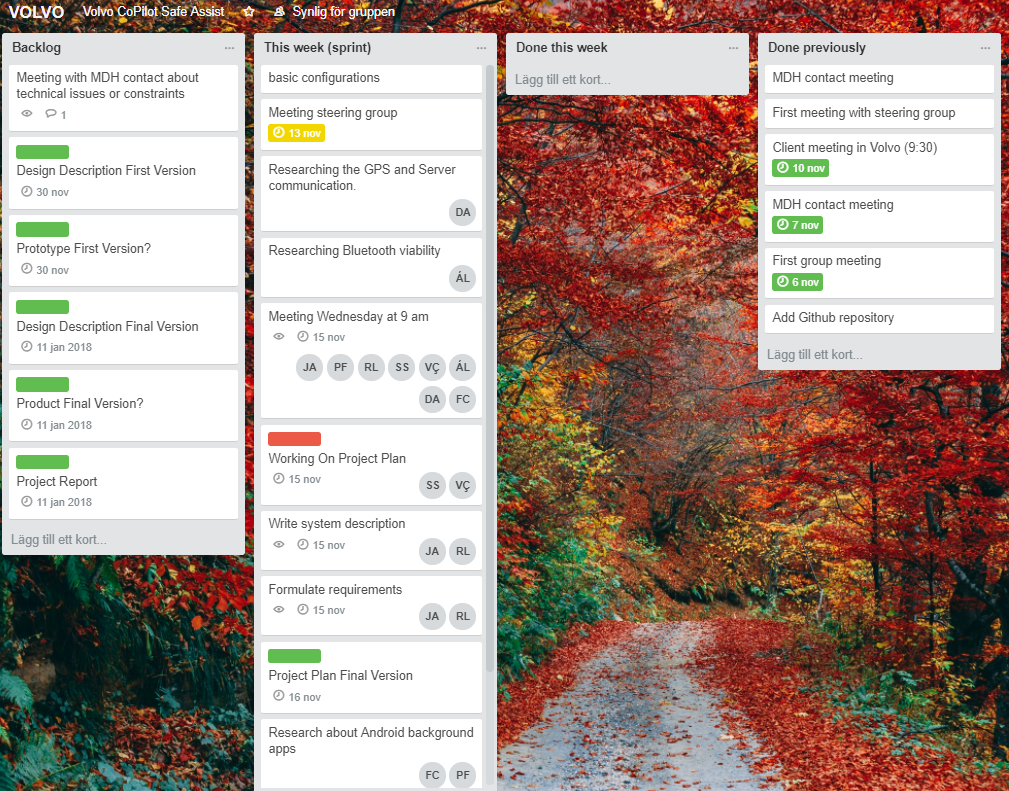 VOLVO Volvo CoPilot Safe Assist Synlig för gruppen
Backlog
Meeting with MDH contact about
technical issues or constraints
1
Design Description First Version
30 nov
Prototype First Version?
30 nov
Design Description Final Version
11 jan 2018
Product Final Version?
11 jan 2018
Project Report
11 jan 2018
Lägg till ett kort...
This week (sprint)
basic configurations
Meeting steering group
13 nov
Researching the GPS and Server
communication.
DA
Researching Bluetooth viability
ÁL
Meeting Wednesday at 9 am
15 nov
JA PF RL SS VÇ ÁL
DA FC
Working On Project Plan
15 nov
SS VÇ
Write system description
15 nov
JA RL
Formulate requirements
15 nov
JA RL
Project Plan Final Version
16 nov
Research about Android background
apps
FC PF
Done this week
Lägg till ett kort...
Done previously
MDH contact meeting
First meeting with steering group
Client meeting in Volvo (9:30)
10 nov
MDH contact meeting
7 nov
First group meeting
6 nov
Add Github repository
Lägg till ett kort...